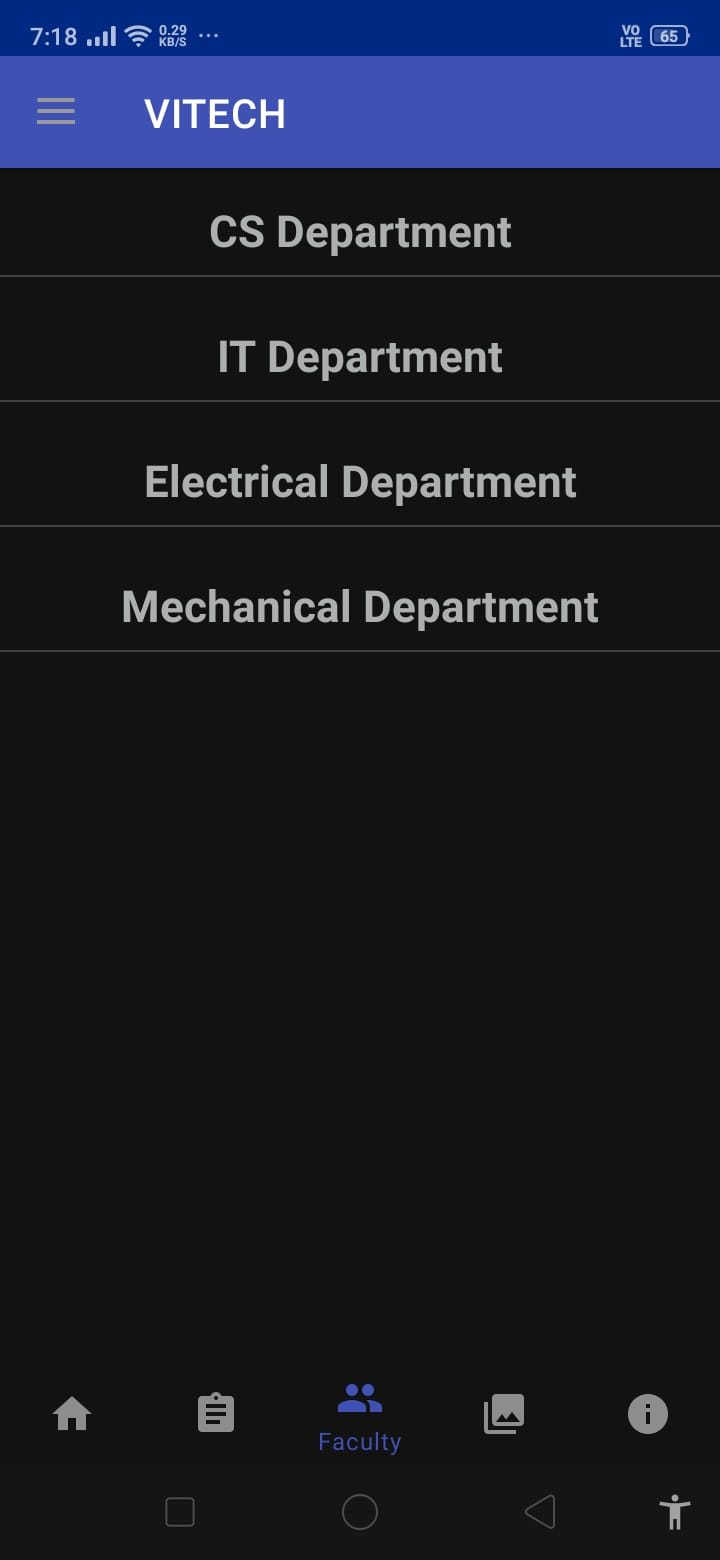 7:18 0.29 KB/S ... VO LTE 65
VITECH
CS Department
IT Department
Electrical Department
Mechanical Department
Faculty